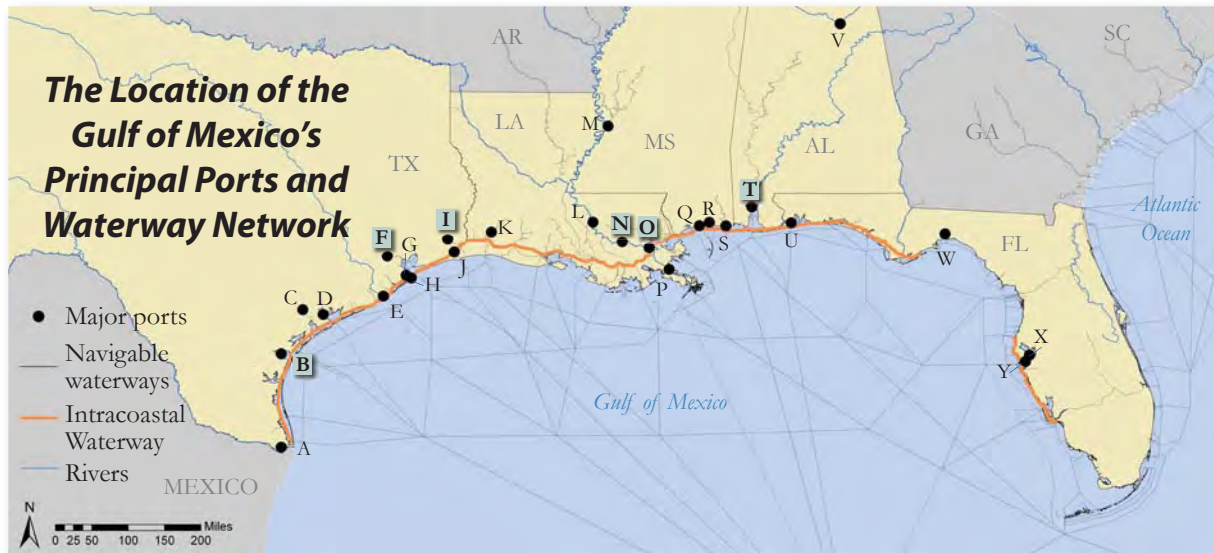 The Location of the
Gulf of Mexico's
Principal Ports and
Waterway Network
Major ports
Navigable
waterways
Intracoastal
Waterway
Rivers
N
Miles
0 25 50 100 150 200
MEXICO
TX
AR
LA
MS
AL
GA
SC
FL
Atlantic
Ocean
Gulf of Mexico
A
B
C
D
E
F
G
H
I
J
K
L
M
N
O
P
Q
R
S
T
U
V
W
X
Y